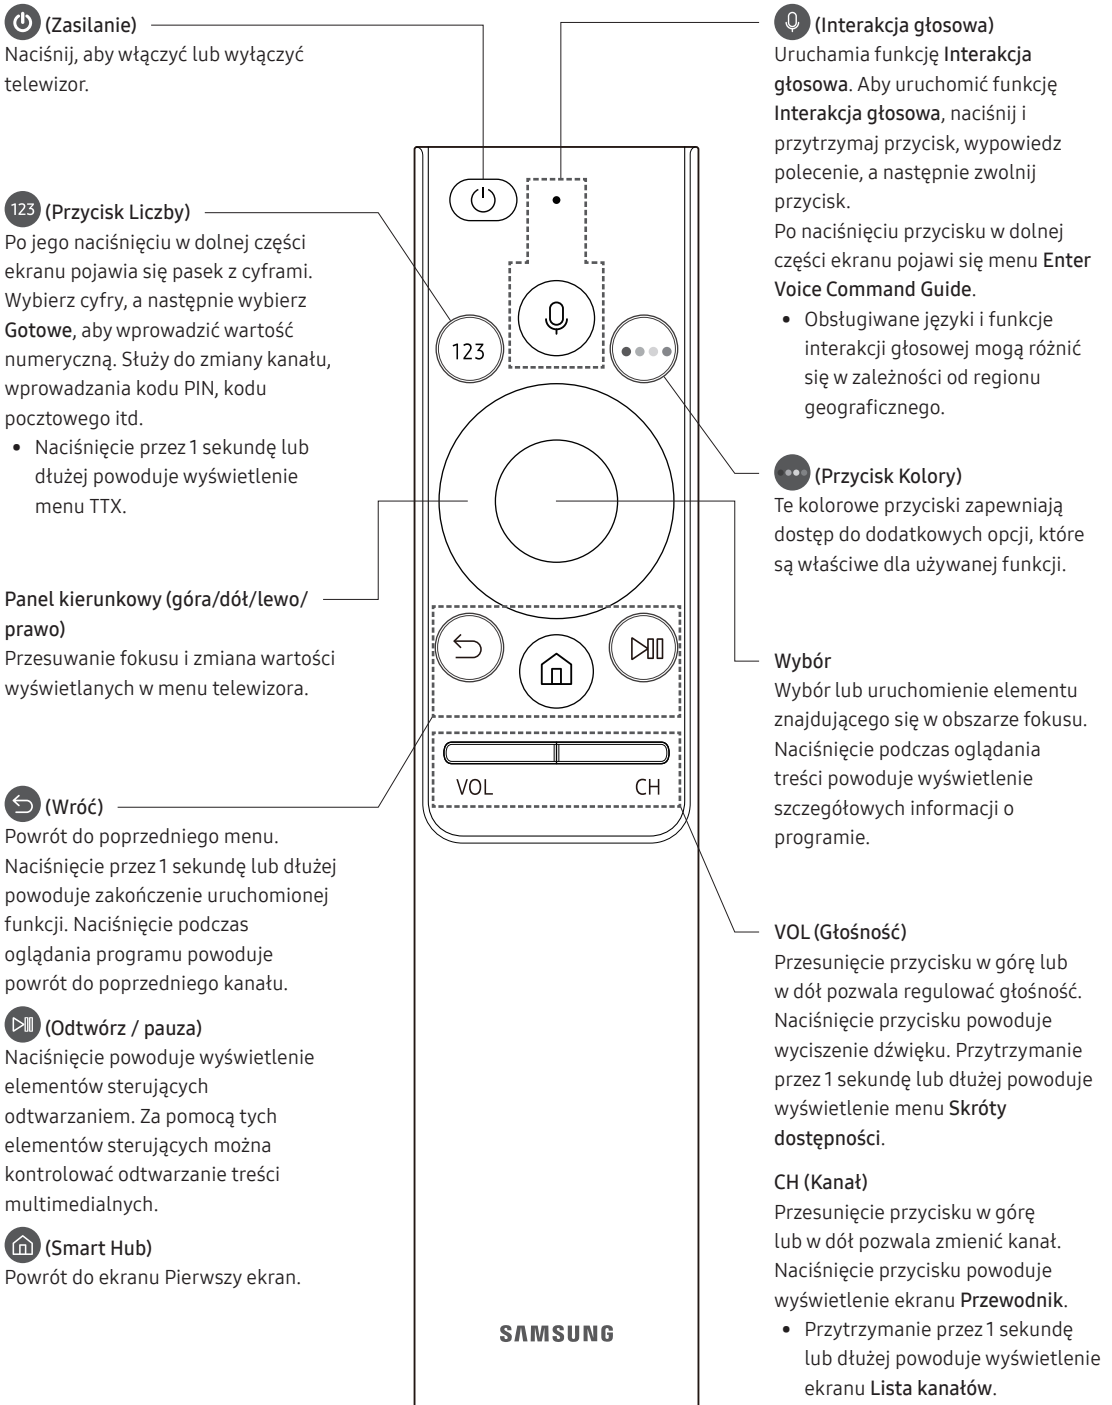 (Zasilanie)
Naciśnij, aby włączyć lub wyłączyć
telewizor.
123 (Przycisk Liczby)
Po jego naciśnięciu w dolnej części
ekranu pojawia się pasek z cyframi.
Wybierz cyfry, a następnie wybierz
Gotowe, aby wprowadzić wartość
numeryczną. Służy do zmiany kanału,
wprowadzania kodu PIN, kodu
pocztowego itd.
• Naciśnięcie przez 1 sekundę lub
dłużej powoduje wyświetlenie
menu TTX.
Panel kierunkowy (góra/dół/lewo/
prawo)
Przesuwanie fokusu i zmiana wartości
wyświetlanych w menu telewizora.
(Wróć)
Powrót do poprzedniego menu.
Naciśnięcie przez 1 sekundę lub dłużej
powoduje zakończenie uruchomionej
funkcji. Naciśnięcie podczas
oglądania programu powoduje
powrót do poprzedniego kanału.
(Odtwórz / pauza)
Naciśnięcie powoduje wyświetlenie
elementów sterujących
odtwarzaniem. Za pomocą tych
elementów sterujących można
kontrolować odtwarzanie treści
multimedialnych.
(Smart Hub)
Powrót do ekranu Pierwszy ekran.
123
VOL
CH
SAMSUNG
(Interakcja głosowa)
Uruchamia funkcję Interakcja
głosowa. Aby uruchomić funkcję
Interakcja głosowa, naciśnij i
przytrzymaj przycisk, wypowiedz
polecenie, a następnie zwolnij
przycisk.
Po naciśnięciu przycisku w dolnej
części ekranu pojawi się menu Enter
Voice Command Guide.
• Obsługiwane języki i funkcje
interakcji głosowej mogą różnić
się w zależności od regionu
geograficznego.
(Przycisk Kolory)
Te kolorowe przyciski zapewniają
dostęp do dodatkowych opcji, które
są właściwe dla używanej funkcji.
Wybór
Wybór lub uruchomienie elementu
znajdującego się w obszarze fokusu.
Naciśnięcie podczas oglądania
treści powoduje wyświetlenie
szczegółowych informacji o
programie.
VOL (Głośność)
Przesunięcie przycisku w górę lub
w dół pozwala regulować głośność.
Naciśnięcie przycisku powoduje
wyciszenie dźwięku. Przytrzymanie
przez 1 sekundę lub dłużej powoduje
wyświetlenie menu Skróty
dostępności.
CH (Kanał)
Przesunięcie przycisku w górę
lub w dół pozwala zmienić kanał.
Naciśnięcie przycisku powoduje
wyświetlenie ekranu Przewodnik.
• Przytrzymanie przez 1 sekundę
lub dłużej powoduje wyświetlenie
ekranu Lista kanałów.